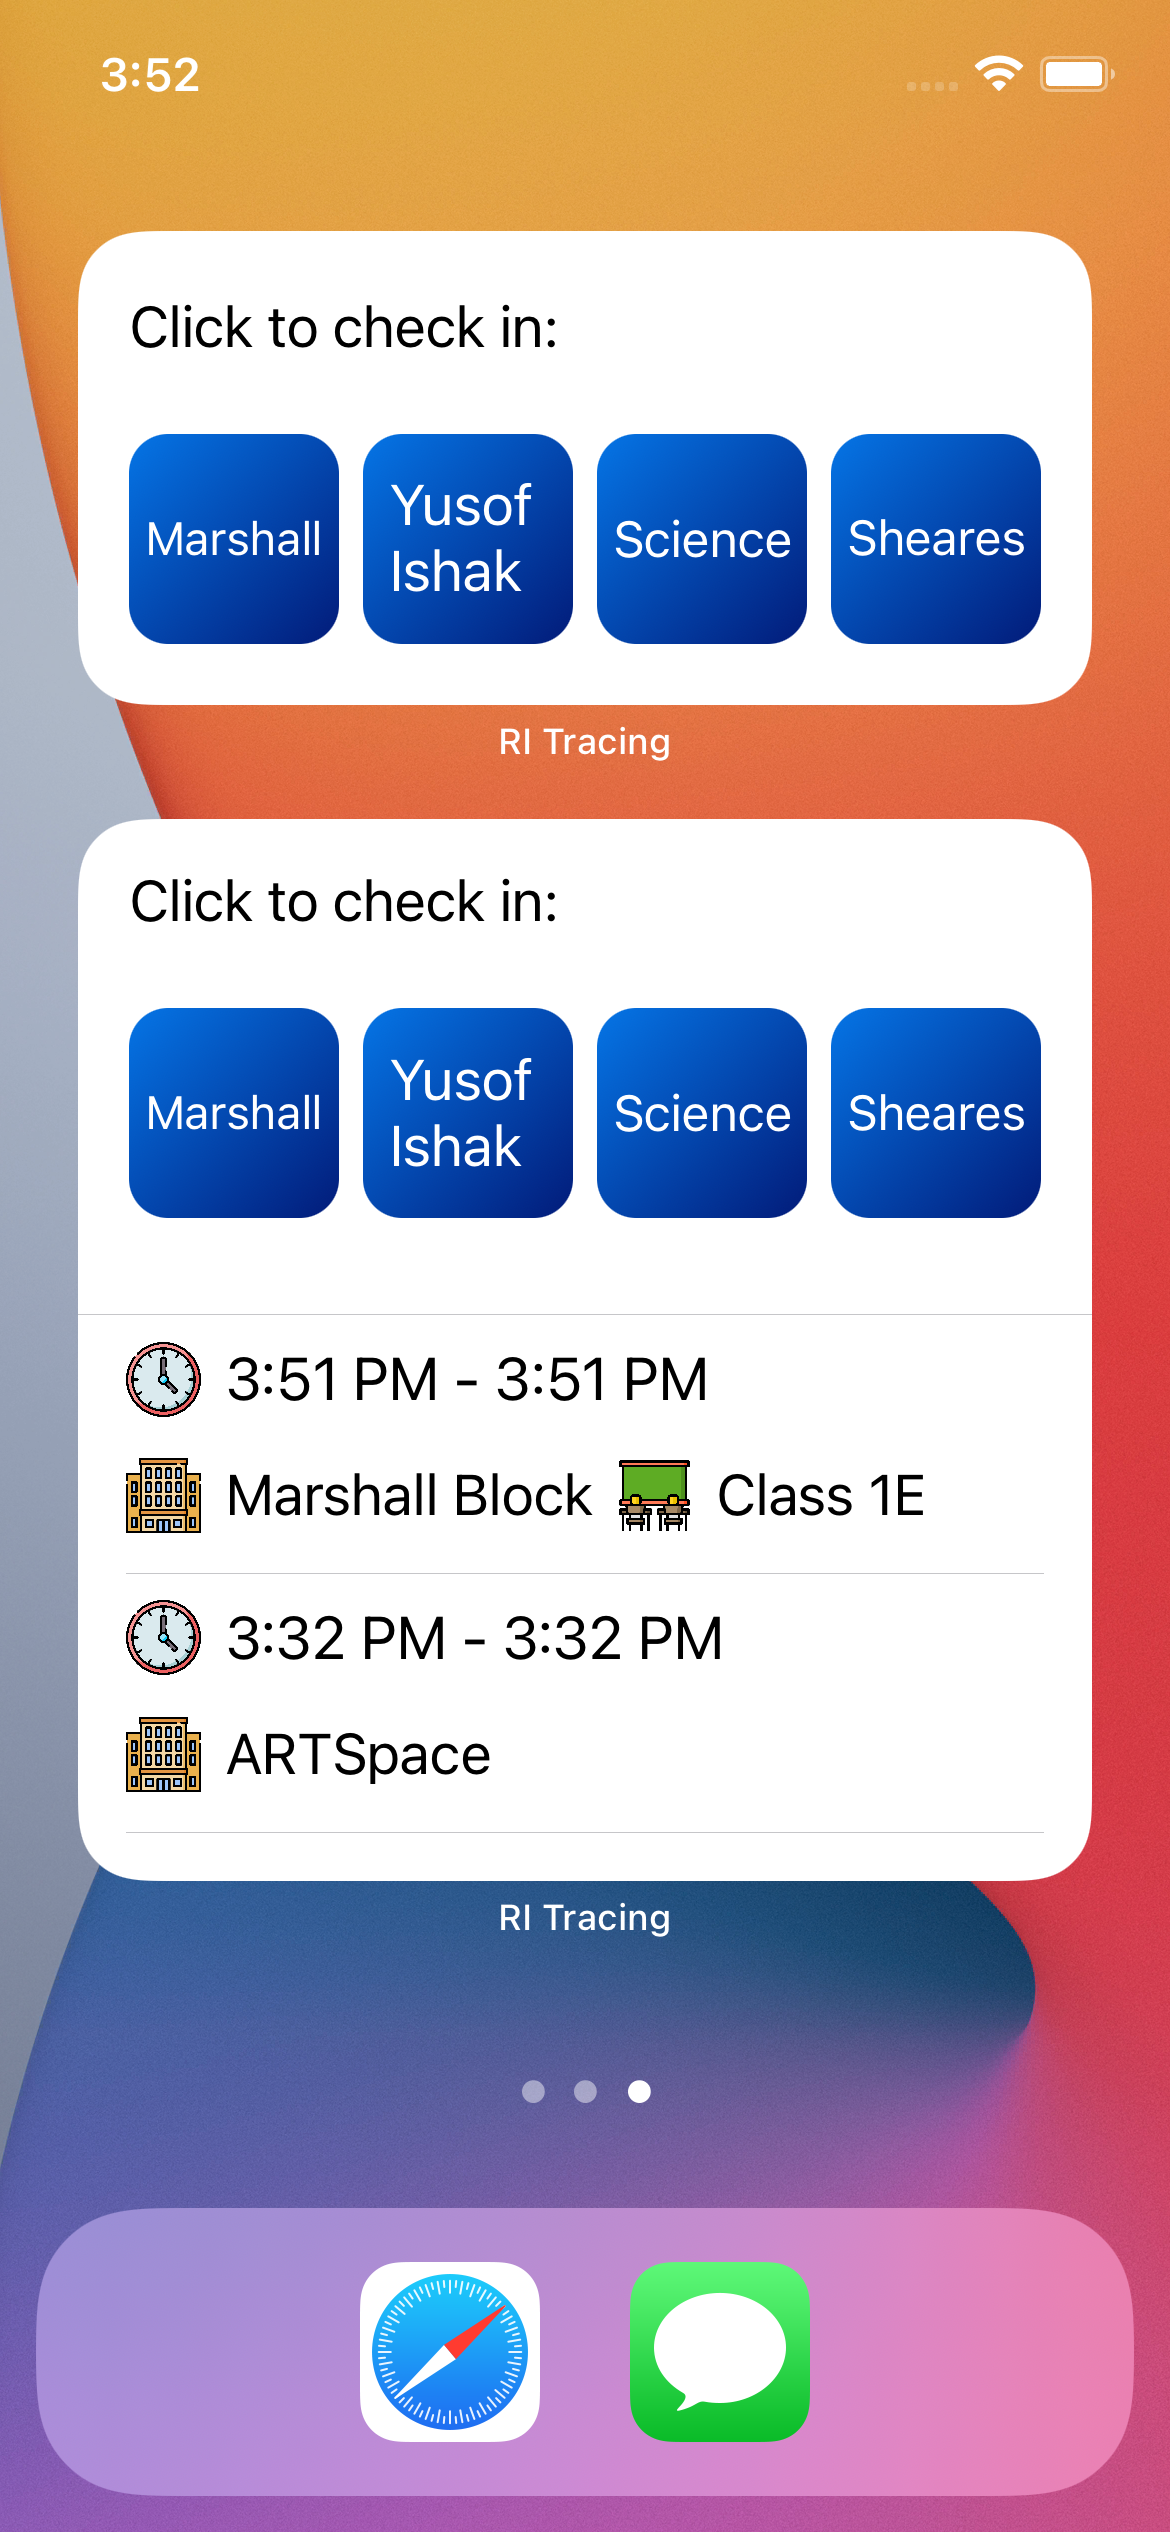 3:52
Click to check in:
Marshall
Yusof
Ishak
Science
Sheares
RI Tracing
Click to check in:
Marshall
Yusof
Ishak
Science
Sheares
3:51 PM - 3:51 PM
Marshall Block Class 1E
3:32 PM - 3:32 PM
ARTSpace
RI Tracing